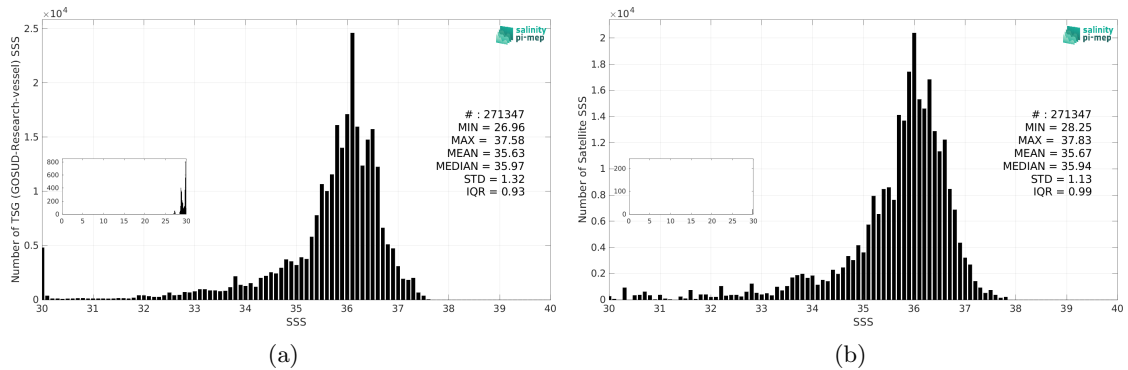 ×10⁴
salinity
pi-mep
Number of TSG (GOSUD-Research-vessel) SSS
2.5
2
1.5
1
0.5
0
# : 271347
MIN = 26.96
MAX = 37.58
MEAN = 35.63
MEDIAN = 35.97
STD = 1.32
IQR = 0.93
800
600
400
200
0
0 5 10 15 20 25 30
30 31 32 33 34 35 36 37 38 39 40
SSS
(a)
×10⁴
salinity
pi-mep
Number of Satellite SSS
2
1.8
1.6
1.4
1.2
1
0.8
0.6
0.4
0.2
0
# : 271347
MIN = 28.25
MAX = 37.83
MEAN = 35.67
MEDIAN = 35.94
STD = 1.13
IQR = 0.99
200
100
0
0 5 10 15 20 25 30
30 31 32 33 34 35 36 37 38 39 40
SSS
(b)